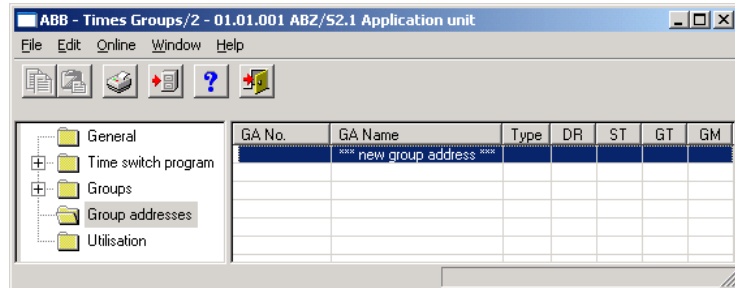 ABB - Times Groups/2 - 01.01.001 ABZ/S2.1 Application unit
File Edit Online Window Help
?
General
Time switch program
Groups
Group addresses
Utilisation
GA No. GA Name Type DR ST GT GM
*** new group address ***